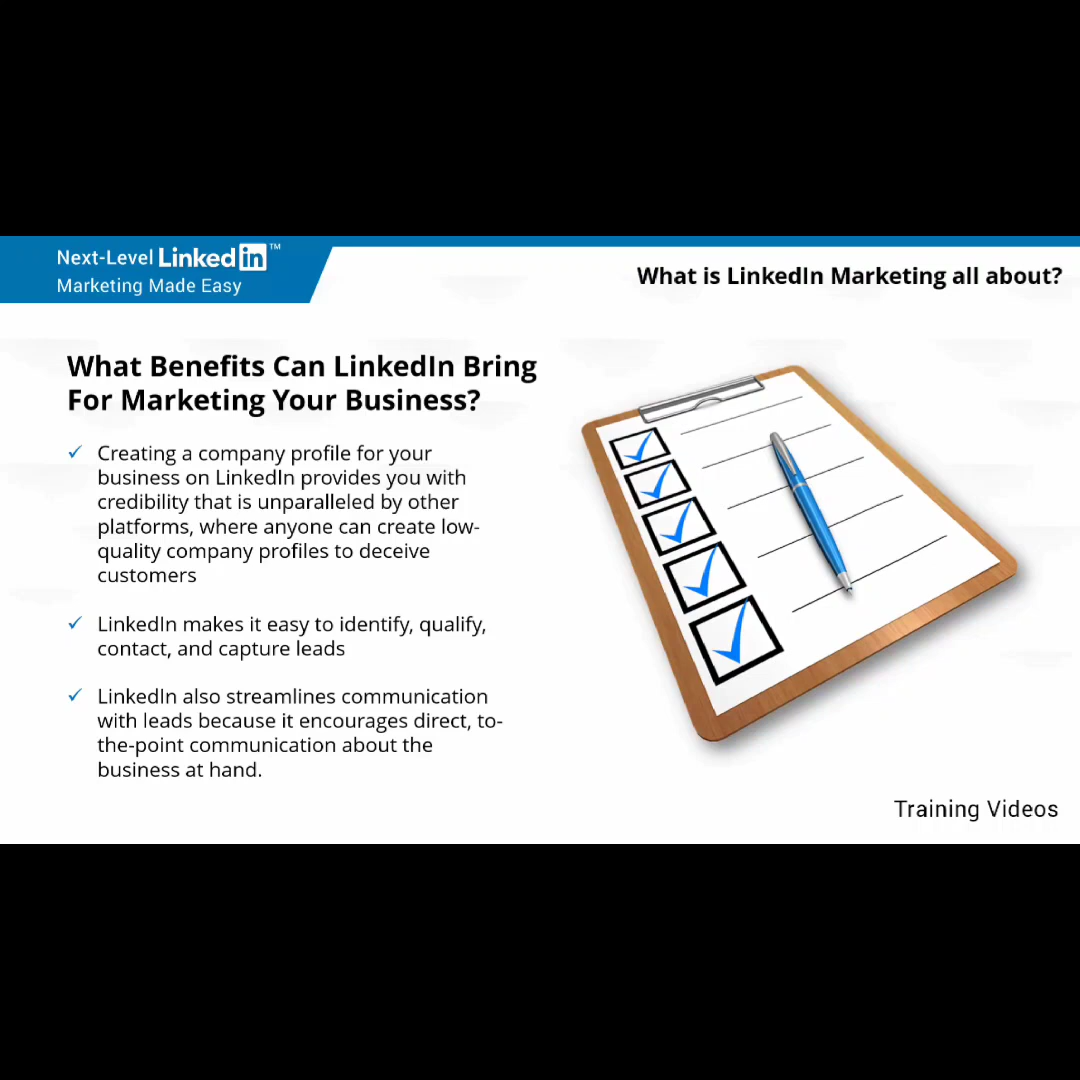 Next-Level Linked in™
Marketing Made Easy
What is LinkedIn Marketing all about?
What Benefits Can LinkedIn Bring
For Marketing Your Business?
Creating a company profile for your
business on LinkedIn provides you with
credibility that is unparalleled by other
platforms, where anyone can create low-
quality company profiles to deceive
customers
LinkedIn makes it easy to identify, qualify,
contact, and capture leads
LinkedIn also streamlines communication
with leads because it encourages direct, to-
the-point communication about the
business at hand.
Training Videos